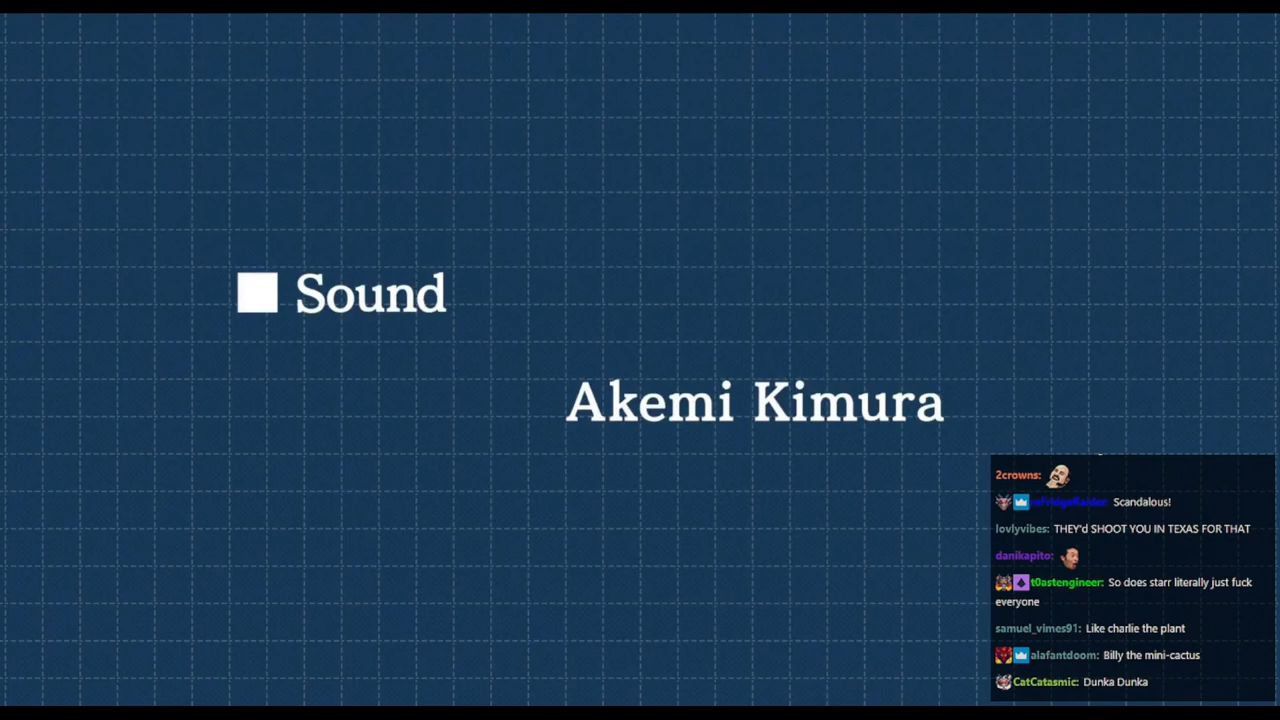 Sound
Akemi Kimura
2crowns:
Scandalous!
lovlyvibes: THEY'd SHOOT YOU IN TEXAS FOR THAT
danikapito:
t0astengineer: So does starr literally just fuck
everyone
samuel_vimes91: Like charlie the plant
alafantdoom: Billy the mini-cactus
CatCatasmic: Dunka Dunka